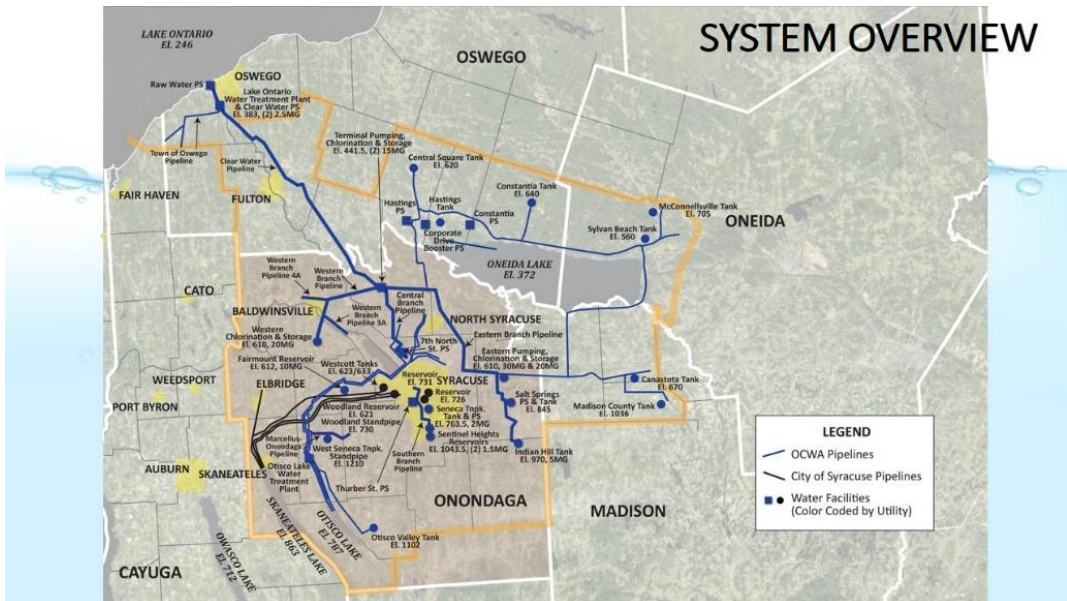 SYSTEM OVERVIEW
LAKE ONTARIO
El. 246
OSWEGO
OSWEGO
Raw Water PS
Lake Ontario
Water Treatment Plant
& Clear Water PS
El. 383, (2) 2.5MG
Terminal Pumping,
Chlorination & Storage
El. 441.5, (2) 15MG
Town of Oswego
Pipeline
Clear Water
Pipeline
Central Square Tank
El. 620
Constantia Tank
El. 640
McConnellsville Tank
El. 705
FAIR HAVEN
FULTON
Hastings
Tank
Hastings
PS
Constantia
PS
Corporate
Drive
Booster PS
Sylvan Beach Tank
El. 560
ONEIDA
ONEIDA LAKE
El. 372
Western
Branch
Pipeline 4A
Western
Branch
Pipeline
Central
Branch
Pipeline
CATO
BALDWINSVILLE
Western
Branch
Pipeline 3A
NORTH SYRACUSE
Eastern Branch Pipeline
Western
Chlorination
& Storage
El. 610, 20MG
7th North
St. PS
Eastern Pumping,
Chlorination & Storage
El. 610, 30MG & 20MG
Fairmount Reservoir
El. 612, 10MG
Westcott Tanks
El. 623/633
Reservoir
El. 731
SYRACUSE
WEEDSPORT
ELBRIDGE
Reservoir
El. 726
Canastota Tank
El. 670
PORT BYRON
Woodland Reservoir
El. 621
Woodland Standpipe
El. 730
Seneca Tnpk.
Tank & PS
El. 763.5, 2MG
Salt Springs
PS & Tank
El. 845
Madison County Tank
El. 1036
Marcellus-
Onondaga
Pipeline
West Seneca Tnpk.
Standpipe
El. 1210
Southern
Branch
Pipeline
Sentinel Heights
Reservoirs
El. 1043.5, (2) 1.5MG
Indian Hill Tank
El. 970, 5MG
AUBURN
SKANEATELES
Otisco Lake
Water
Treatment
Plant
Thurber St. PS
ONONDAGA
MADISON
SKANEATELES LAKE
El. 863
OTISCO LAKE
El. 787
Otisco Valley Tank
El. 1102
OWASCO LAKE
El. 712
CAYUGA
LEGEND
OCWA Pipelines
City of Syracuse Pipelines
Water Facilities
(Color Coded by Utility)